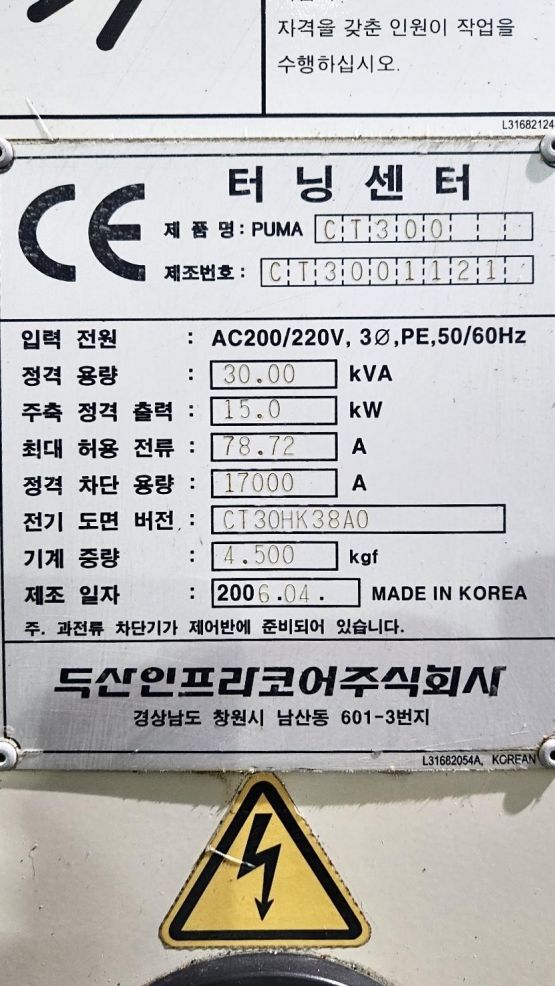 자격을 갖춘 인원이 작업을
수행하십시오.
L31682124
CE
터닝센터
제 품 명 : PUMA CT300
제조번호 : CT3001121
입력 전원 : AC200/220V, 3Ø,PE,50/60Hz
정격 용량 : 30.00 kVA
주축 정격 출력 : 15.0 kW
최대 허용 전류 : 78.72 A
정격 차단 용량 : 17000 A
전기 도면 버전 : CT30HK38A0
기계 중량 : 4.500 kgf
제조 일자 : 2006.04. MADE IN KOREA
주. 과전류 차단기가 제어반에 준비되어 있습니다.
두산인프라코어주식회사
경상남도 창원시 남산동 601-3번지
L31682054A, KOREAN